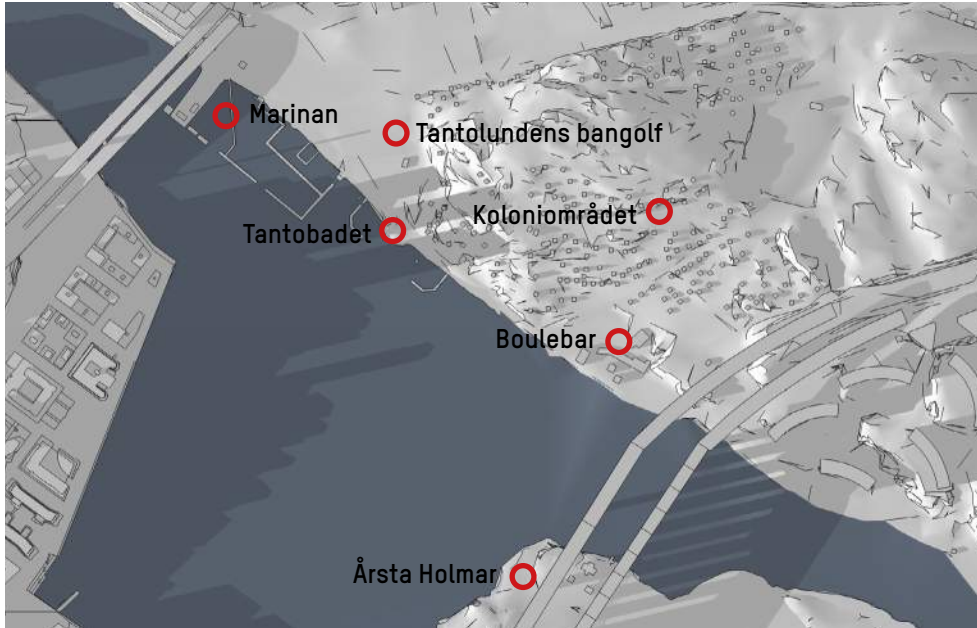 Marinan
Tantolundens bangolf
Koloniområdet
Tantobadet
Boulebar
Årsta Holmar